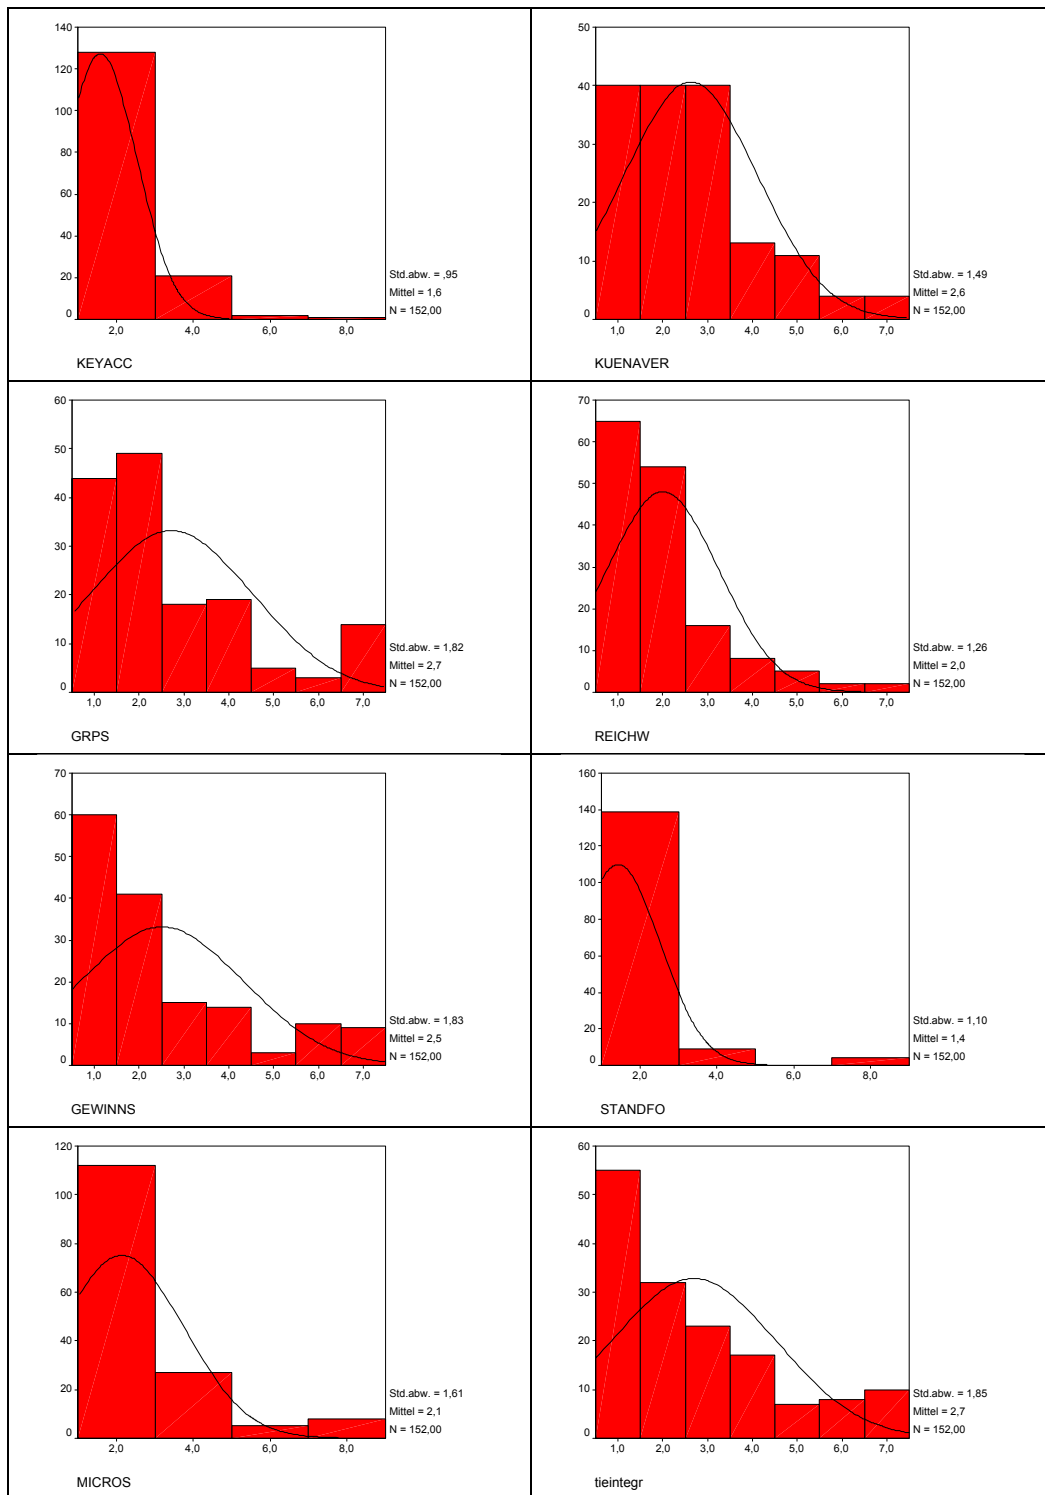 140
120
100
80
60
40
20
0
2,0 4,0 6,0 8,0
Std.abw. = ,95
Mittel = 1,6
N = 152,00
KEYACC
50
40
30
20
10
0
1,0 2,0 3,0 4,0 5,0 6,0 7,0
Std.abw. = 1,49
Mittel = 2,6
N = 152,00
KUENAVER
60
50
40
30
20
10
0
1,0 2,0 3,0 4,0 5,0 6,0 7,0
Std.abw. = 1,82
Mittel = 2,7
N = 152,00
GRPS
70
60
50
40
30
20
10
0
1,0 2,0 3,0 4,0 5,0 6,0 7,0
Std.abw. = 1,26
Mittel = 2,0
N = 152,00
REICHW
70
60
50
40
30
20
10
0
1,0 2,0 3,0 4,0 5,0 6,0 7,0
Std.abw. = 1,83
Mittel = 2,5
N = 152,00
GEWINNS
160
140
120
100
80
60
40
20
0
2,0 4,0 6,0 8,0
Std.abw. = 1,10
Mittel = 1,4
N = 152,00
STANDFO
120
100
80
60
40
20
0
2,0 4,0 6,0 8,0
Std.abw. = 1,61
Mittel = 2,1
N = 152,00
MICROS
60
50
40
30
20
10
0
1,0 2,0 3,0 4,0 5,0 6,0 7,0
Std.abw. = 1,85
Mittel = 2,7
N = 152,00
tieintegr